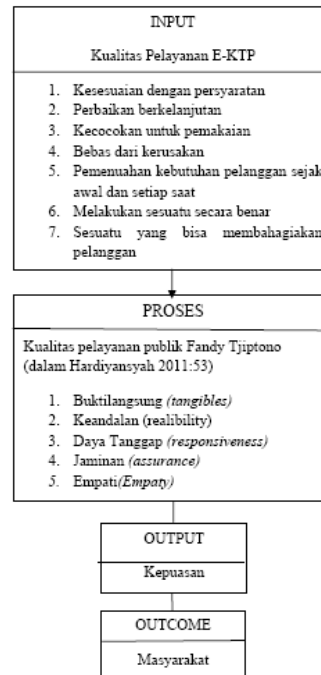 INPUT
Kualitas Pelayanan E-KTP
1. Kesesuaian dengan persyaratan
2. Perbaikan berkelanjutan
3. Kecocokan untuk pemakaian
4. Bebas dari kerusakan
5. Pemenuahan kebutuhan pelanggan sejak
awal dan setiap saat
6. Melakukan sesuatu secara benar
7. Sesuatu yang bisa membahagiakan
pelanggan
PROSES
Kualitas pelayanan publik Fandy Tjiptono
(dalam Hardiyansyah 2011:53)
1. Buktilangsung (tangibles)
2. Keandalan (realibility)
3. Daya Tanggap (responsiveness)
4. Jaminan (assurance)
5. Empati(Empaty)
OUTPUT
Kepuasan
OUTCOME
Masyarakat